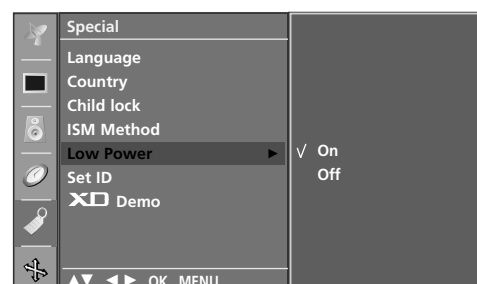 Special
Language
Country
Child lock
ISM Method
Low Power ►
√ On
Off
Set ID
XD Demo
▲▼ ◄► OK MENU